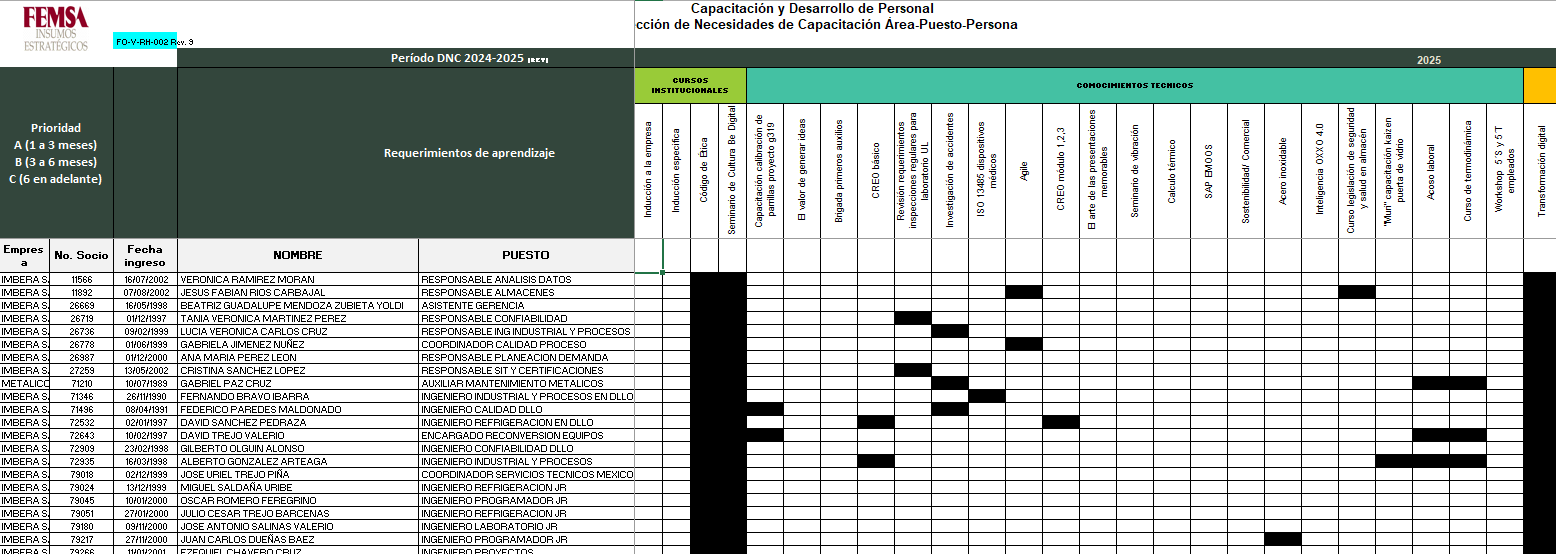 Capacitación y Desarrollo de Personal
cción de Necesidades de Capacitación Área-Puesto-Persona
FEMSA
INSUMOS
ESTRATÉGICOS
FO-V-RH-002 Rev. 9
Período DNC 2024-2025
2025
CURSOS
INSTITUCIONALES
CONOCIMIENTOS TECNICOS
Prioridad
A (1 a 3 meses)
B (3 a 6 meses)
C (6 en adelante)
Requerimientos de aprendizaje
Inducción a la empresa
Inducción especifica
Código de Ética
Seminario de Cultura Be Digital
Capacitación calibración de
parrillas proyecto g319
El valor de generar ideas
Brigada primeros auxilios
CREO básico
Revisión requerimientos
inspecciones regulares para
laboratorio UL
Investigación de accidentes
ISO 13485 dispositivos
médicos
Agile
CREO módulo 1,2,3
El arte de las presentaciones
memorables
Seminario de vibración
Calculo térmico
SAP EMOOS
Sostenibilidad/ Comercial
Acero inoxidable
Inteligencia OXXO 4.0
Curso legislación de seguridad
y salud en almacén
"Muri" capacitación kaizen
puerta de vidrio
Acoso laboral
Curso de termodinámica
Workshop 5´S y 5´T
empleados
Transformación digital
Empres
a No. Socio Fecha
ingreso NOMBRE PUESTO
IMBERA S. 11566 16/07/2002 VERONICA RAMIREZ MORAN RESPONSABLE ANALISIS DATOS
IMBERA S. 11892 07/08/2002 JESUS FABIAN RIOS CARBAJAL RESPONSABLE ALMACENES
IMBERA S. 26669 16/05/1998 BEATRIZ GUADALUPE MENDOZA ZUBIETA YOLDI ASISTENTE GERENCIA
IMBERA S. 26719 01/12/1997 TANIA VERONICA MARTINEZ PEREZ RESPONSABLE CONFIABILIDAD
IMBERA S. 26736 09/02/1999 LUCIA VERONICA CARLOS CRUZ RESPONSABLE ING INDUSTRIAL Y PROCESOS
IMBERA S. 26778 01/06/1999 GABRIELA JIMENEZ NUÑEZ COORDINADOR CALIDAD PROCESO
IMBERA S. 26987 01/12/2000 ANA MARIA PEREZ LEON RESPONSABLE PLANEACION DEMANDA
IMBERA S. 27259 13/05/2002 CRISTINA SANCHEZ LOPEZ RESPONSABLE SIT Y CERTIFICACIONES
METALICO 71210 10/07/1989 GABRIEL PAZ CRUZ AUXILIAR MANTENIMIENTO METALICOS
IMBERA S. 71346 26/11/1990 FERNANDO BRAVO IBARRA INGENIERO INDUSTRIAL Y PROCESOS EN DLLO
IMBERA S. 71496 08/04/1991 FEDERICO PAREDES MALDONADO INGENIERO CALIDAD DLLO
IMBERA S. 72532 02/01/1997 DAVID SANCHEZ PEDRAZA INGENIERO REFRIGERACION EN DLLO
IMBERA S. 72643 10/02/1997 DAVID TREJO VALERIO ENCARGADO RECONVERSION EQUIPOS
IMBERA S. 72909 23/02/1998 GILBERTO OLGUIN ALONSO INGENIERO CONFIABILIDAD DLLO
IMBERA S. 72935 16/03/1998 ALBERTO GONZALEZ ARTEAGA INGENIERO INDUSTRIAL Y PROCESOS
IMBERA S. 79018 02/12/1999 JOSE URIEL TREJO PIÑA COORDINADOR SERVICIOS TECNICOS MEXICO
IMBERA S. 79024 13/12/1999 MIGUEL SALDAÑA URIBE INGENIERO REFRIGERACION JR
IMBERA S. 79045 10/01/2000 OSCAR ROMERO FEREGRINO INGENIERO PROGRAMADOR JR
IMBERA S. 79051 27/01/2000 JULIO CESAR TREJO BARCENAS INGENIERO REFRIGERACION JR
IMBERA S. 79180 09/11/2000 JOSE ANTONIO SALINAS VALERIO INGENIERO LABORATORIO JR
IMBERA S. 79217 27/11/2000 JUAN CARLOS DUEÑAS BAEZ INGENIERO PROGRAMADOR JR
IMBERA S. 79266 11/01/2001 EZEQUIEL CHAVERO CRUZ INGENIERO PROYECTOS